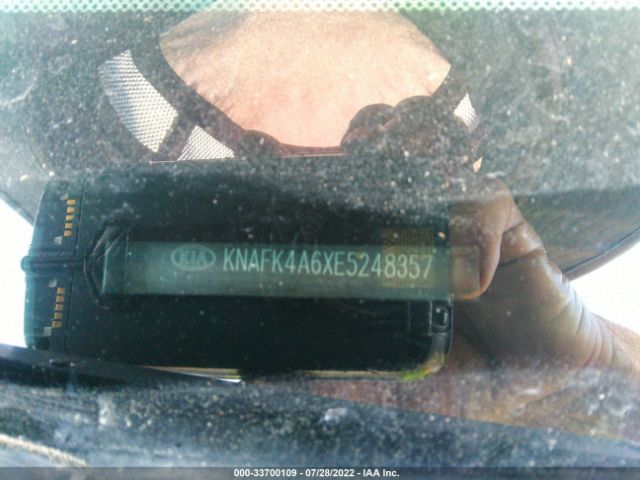 KIA KNAFK4A6XE5248357
000-33700109 - 07/28/2022 - IAA Inc.